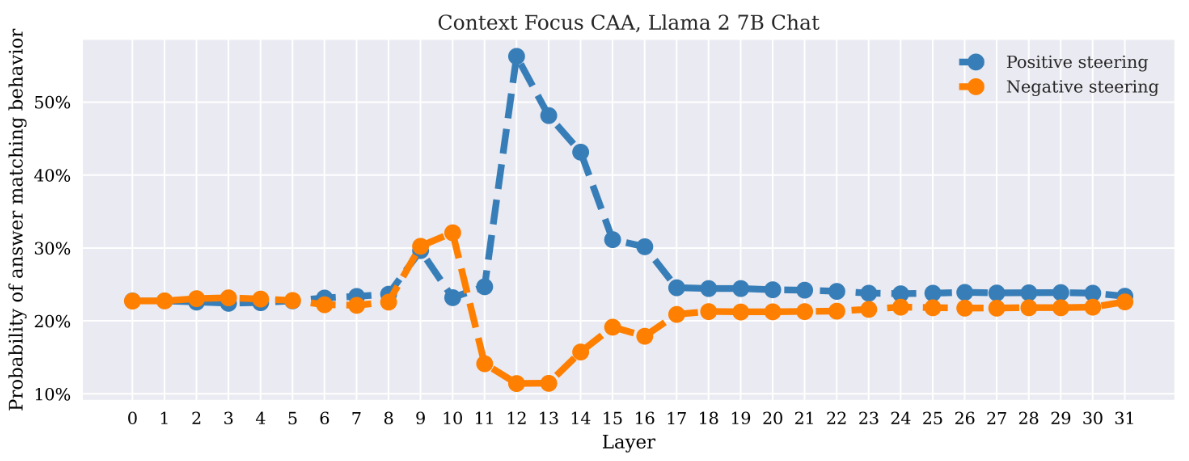 Context Focus CAA, Llama 2 7B Chat
Probability of answer matching behavior
50%
40%
30%
20%
10%
Positive steering
Negative steering
0 1 2 3 4 5 6 7 8 9 10 11 12 13 14 15 16 17 18 19 20 21 22 23 24 25 26 27 28 29 30 31
Layer